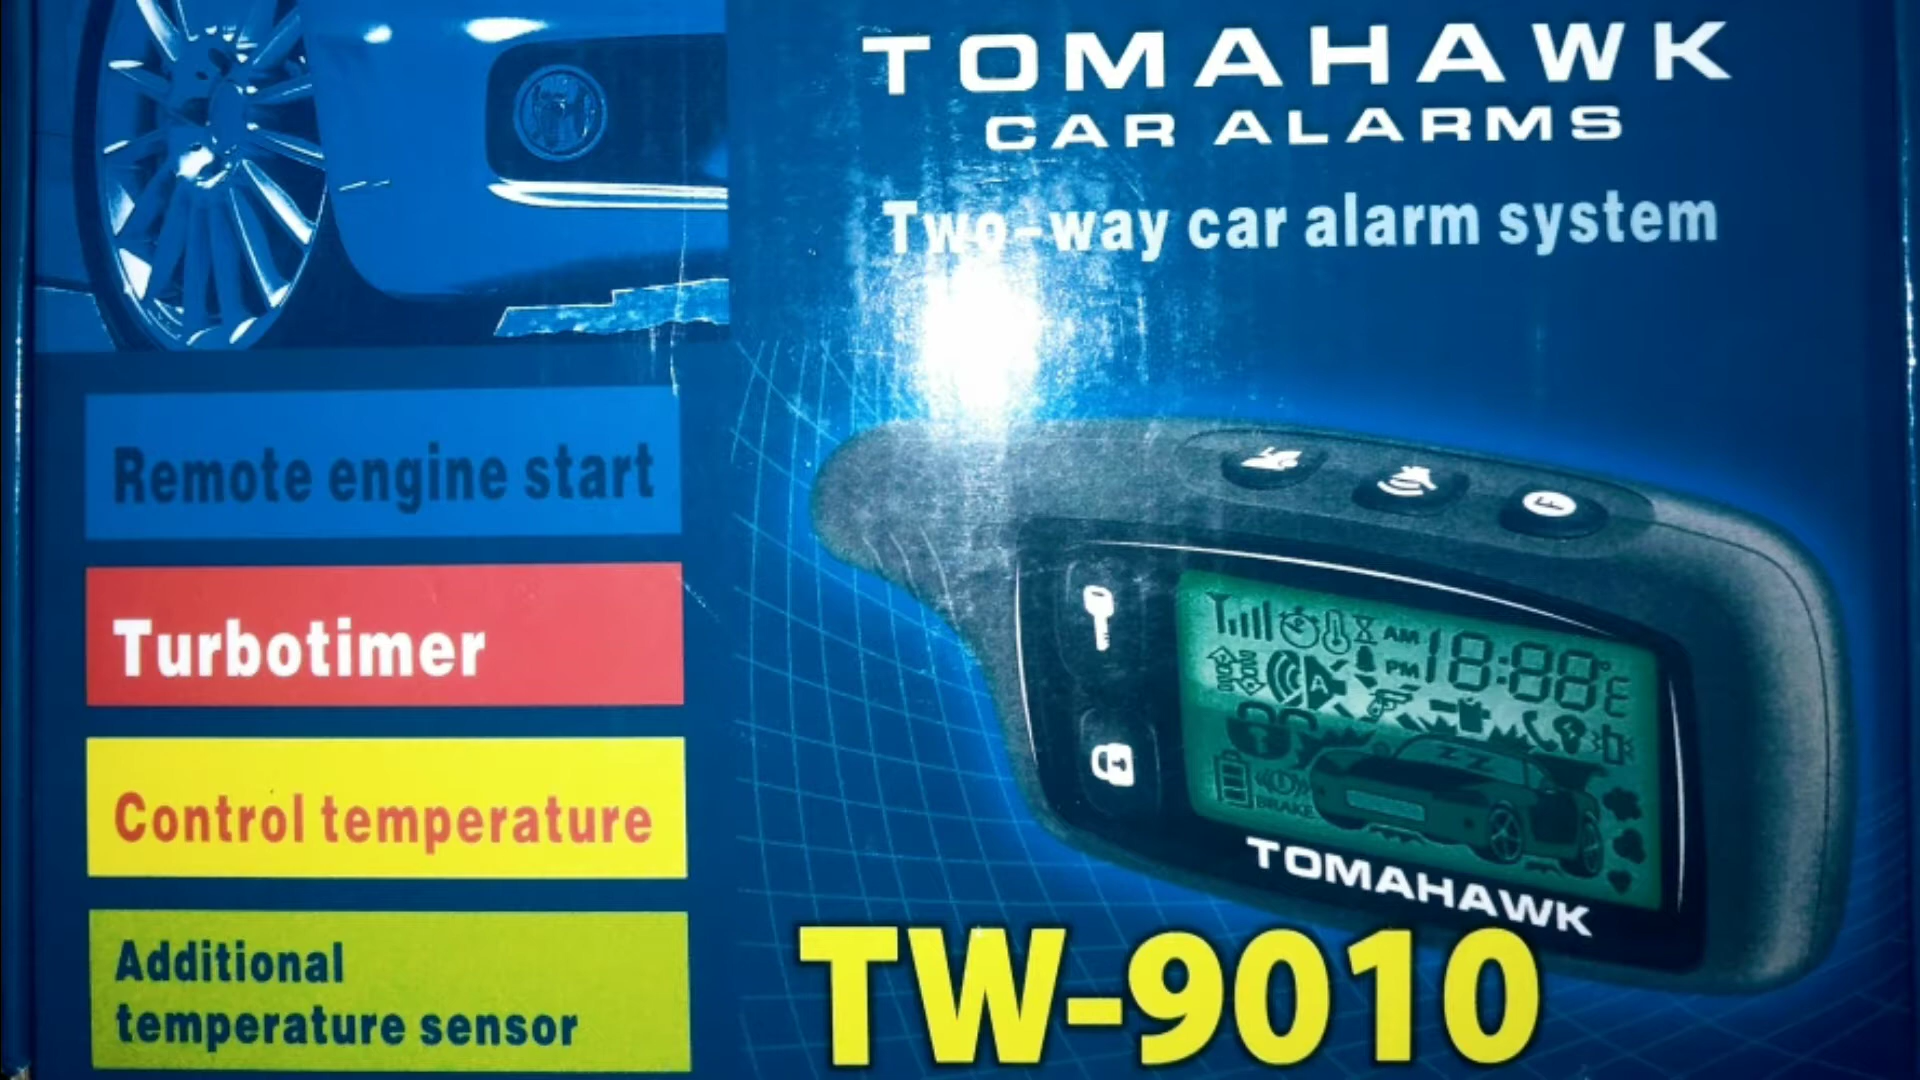 TOMAHAWK
CAR ALARMS
Two-way car alarm system
Remote engine start
Turbotimer
Control temperature
Additional
temperature sensor
AM
PM
18:88
BRAKE
TOMAHAWK
TW-9010